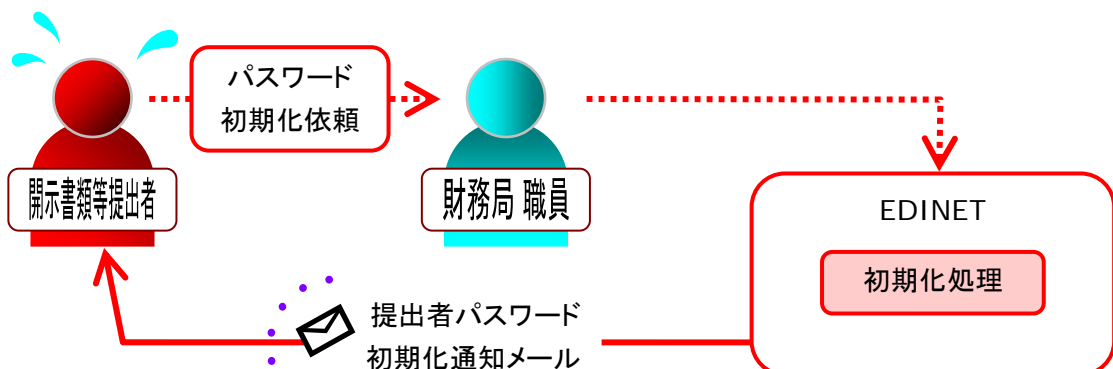 パスワード
初期化依頼
開示書類等提出者
財務局 職員
EDINET
初期化処理
提出者パスワード
初期化通知メール